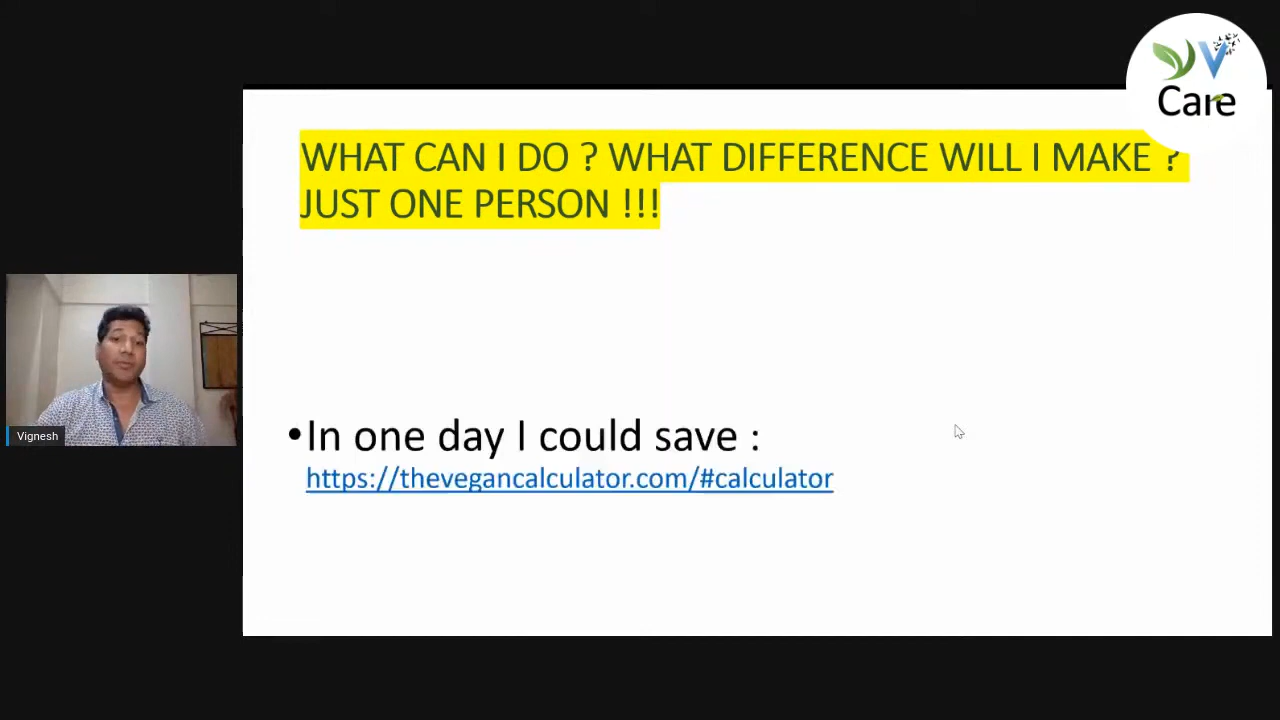 V
Care
WHAT CAN I DO ? WHAT DIFFERENCE WILL I MAKE ?
JUST ONE PERSON !!!
Vignesh
•In one day I could save :
https://thevegancalculator.com/#calculator